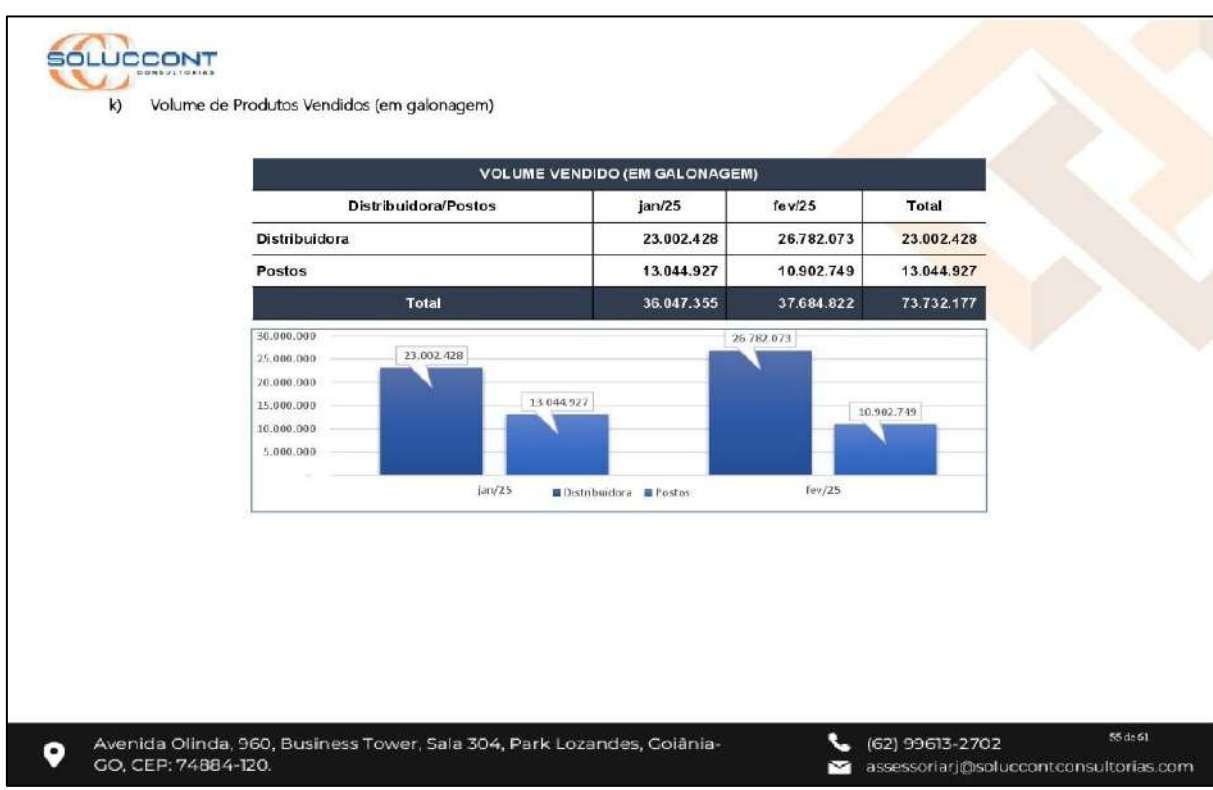 SOLUCCONT
CONSULTORIAS
k) Volume de Produtos Vendidos (em galonagem)
VOLUME VENDIDO (EM GALONAGEM)
Distribuidora/Postos jan/25 fev/25 Total
Distribuidora 23.002.428 26.782.073 23.002.428
Postos 13.044.927 10.902.749 13.044.927
Total 36.047.355 37.684.822 73.732.177
30.000.000
25.000.000
20.000.000
15.000.000
10.000.000
5.000.000
-
23.002.428
13.044.927
26.782.073
10.902.749
jan/25 fev/25
Distribuidora Postos
Avenida Olinda, 960, Business Tower, Sala 304, Park Lozandes, Goiânia-
GO, CEP: 74884-120.
(62) 99613-2702
55 de 61
assessoriarj@soluccontconsultorias.com